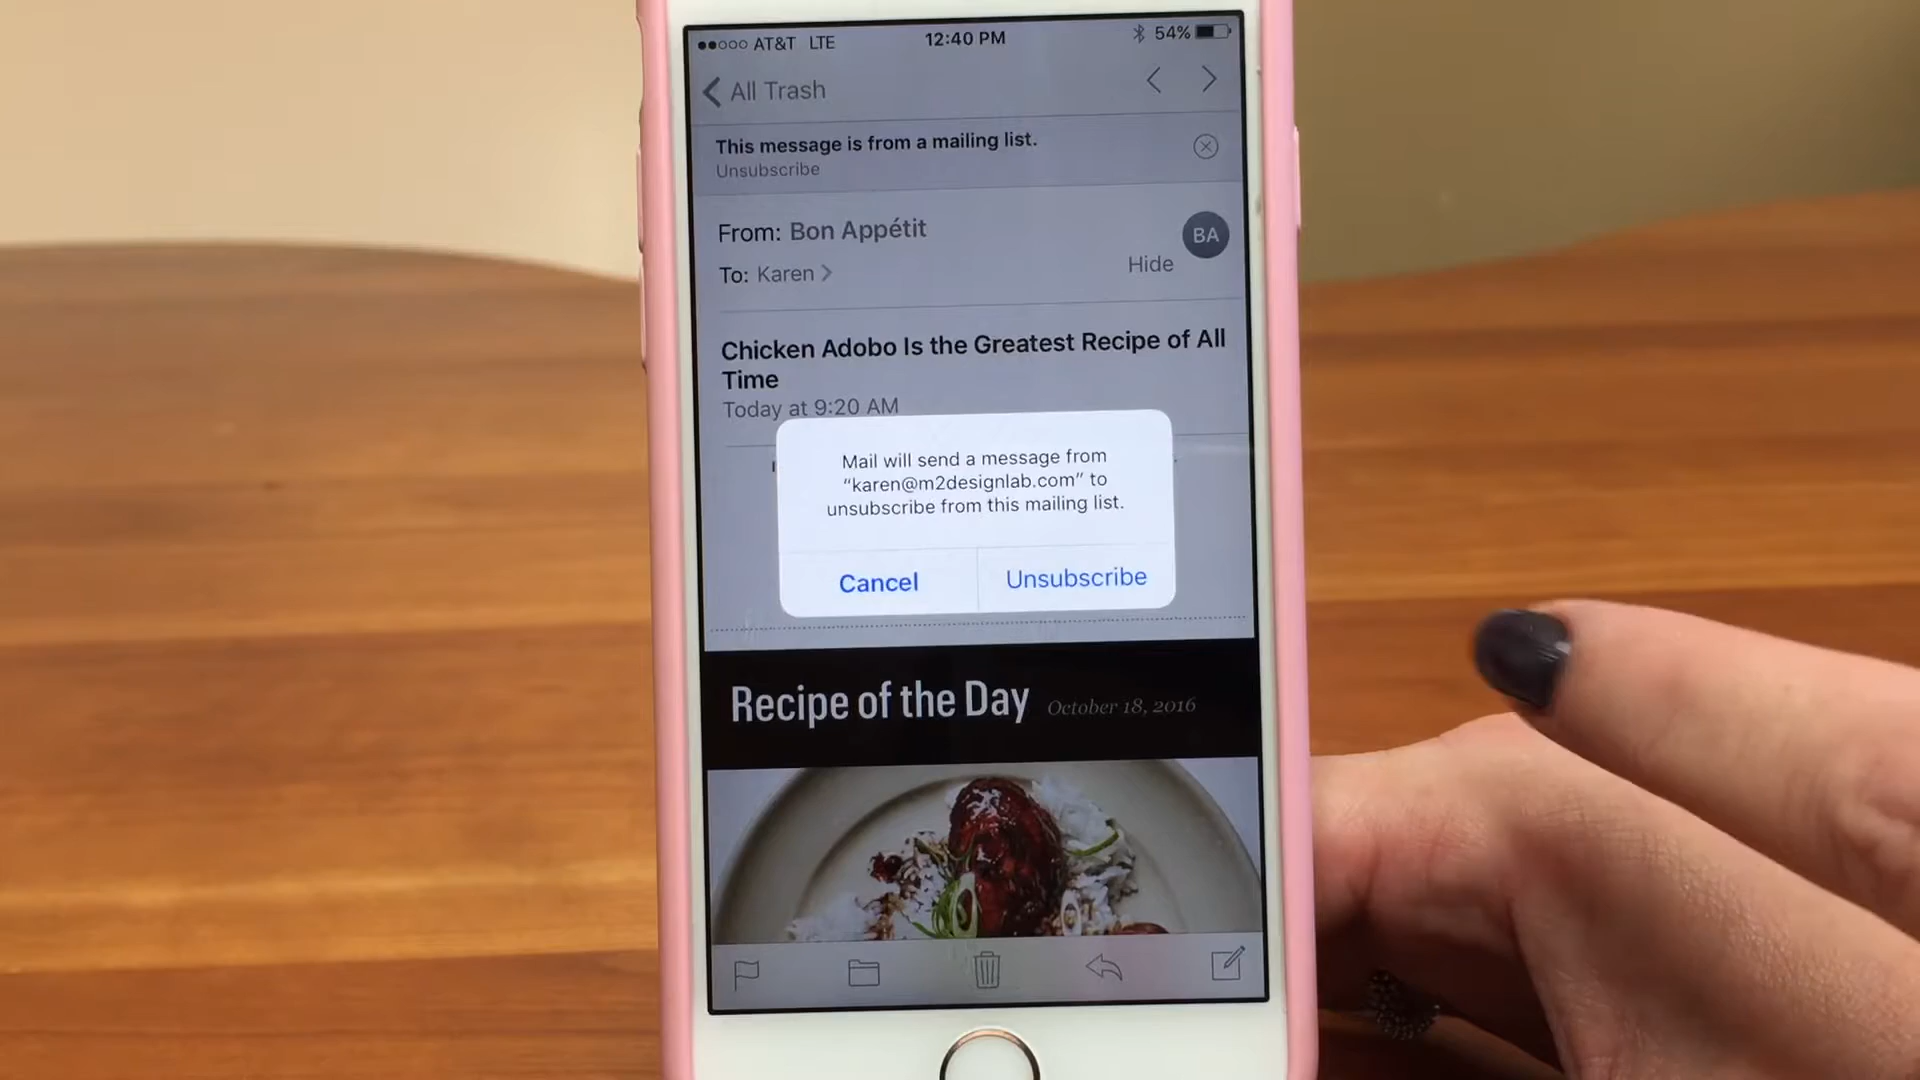 AT&T LTE 12:40 PM 54%
All Trash
This message is from a mailing list.
Unsubscribe
From: Bon Appétit BA
To: Karen Hide
Chicken Adobo Is the Greatest Recipe of All
Time
Today at 9:20 AM
Mail will send a message from
“karen@m2designlab.com” to
unsubscribe from this mailing list.
Cancel Unsubscribe
Recipe of the Day October 18, 2016